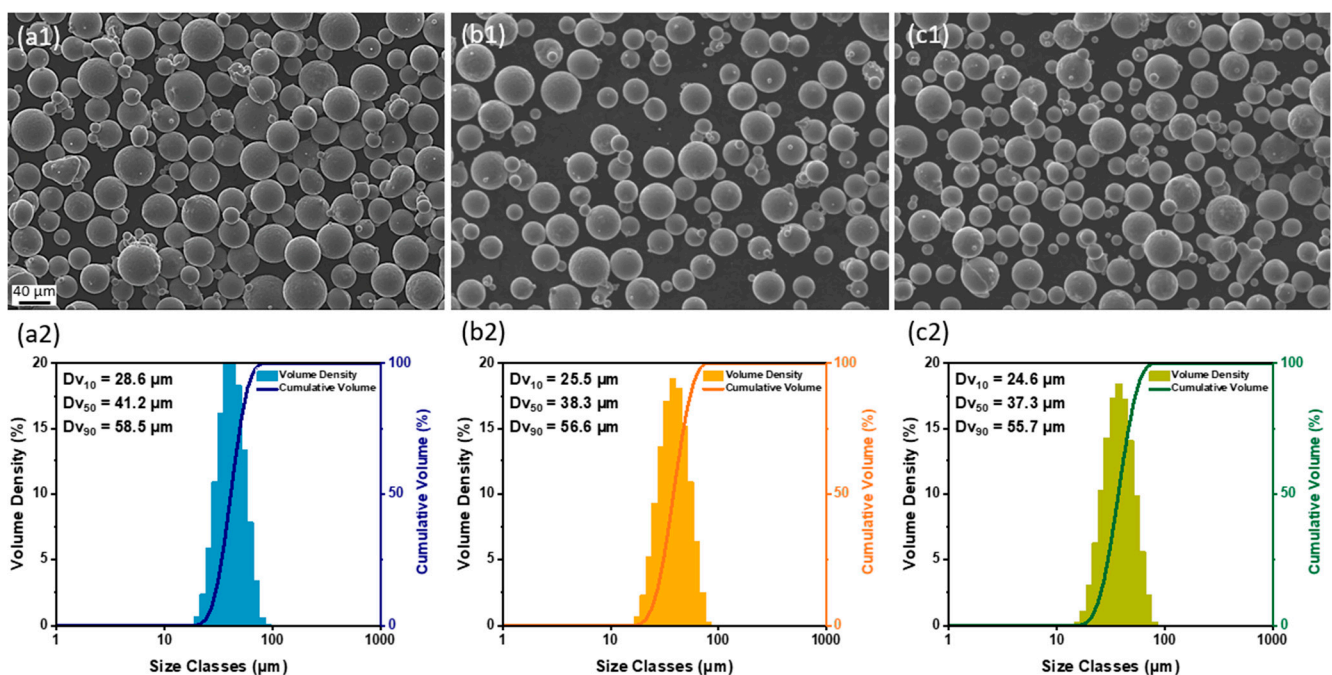 (a1)
(b1)
(c1)
40 µm
(a2)
(b2)
(c2)
20
15
10
5
0
Volume Density (%)
Dv10 = 28.6 µm
Dv50 = 41.2 µm
Dv90 = 58.5 µm
Volume Density
Cumulative Volume
100
50
0
Cumulative Volume (%)
1
10
100
1000
Size Classes (µm)
20
15
10
5
0
Volume Density (%)
Dv10 = 25.5 µm
Dv50 = 38.3 µm
Dv90 = 56.6 µm
Volume Density
Cumulative Volume
100
50
0
Cumulative Volume (%)
1
10
100
1000
Size Classes (µm)
20
15
10
5
0
Volume Density (%)
Dv10 = 24.6 µm
Dv50 = 37.3 µm
Dv90 = 55.7 µm
Volume Density
Cumulative Volume
100
50
0
Cumulative Volume (%)
1
10
100
1000
Size Classes (µm)